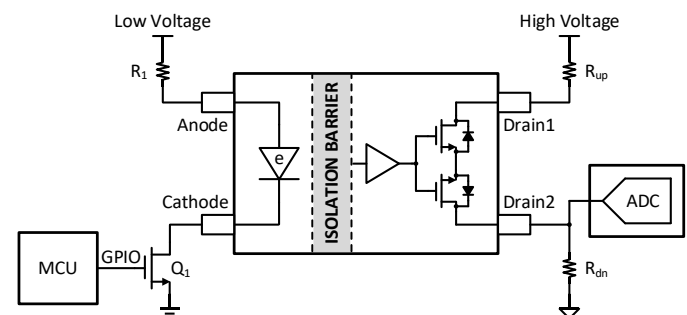 Low Voltage
High Voltage
R1
Rup
Anode
Drain1
e
ISOLATION BARRIER
Cathode
Drain2
ADC
MCU
GPIO
Q1
Rdn